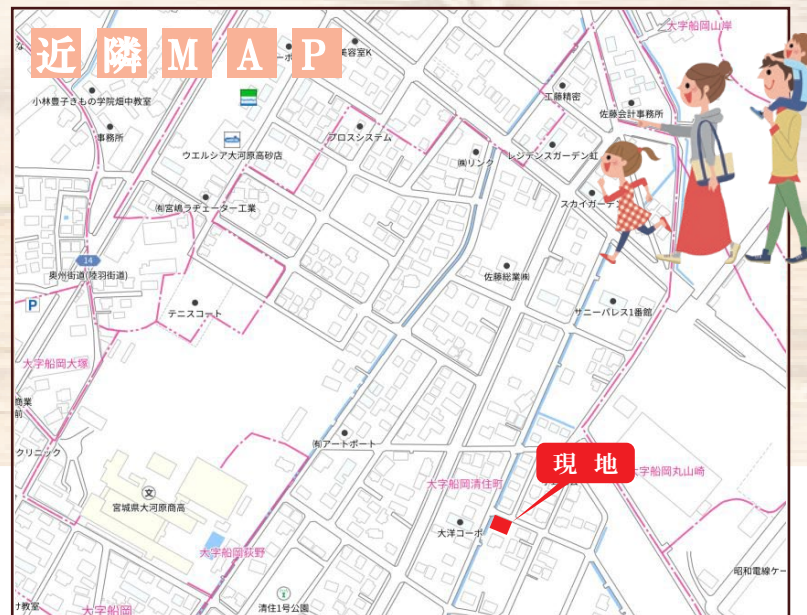 近隣MAP
大字船岡山岸
美容室K
小林豊子きもの学院畑中教室
工藤精密
佐藤会計事務所
事務所
プロスシステム
ウエルシア大河原高砂店
㈱リンク
レジデンスガーデン虹
スカイガーデン
㈲宮嶋ラヂエーター工業
14
奥州街道(陸羽街道)
佐藤総業㈱
P
テニスコート
サニーパレス1番館
大字船岡大塚
商業
前
㈲アートポート
クリニック
現地
大字船岡清住町
大字船岡丸山崎
文
宮城県大河原商高
大洋コーポ
大字船岡萩野
昭和電線ケー
清住1号公園
け教室
大字船岡